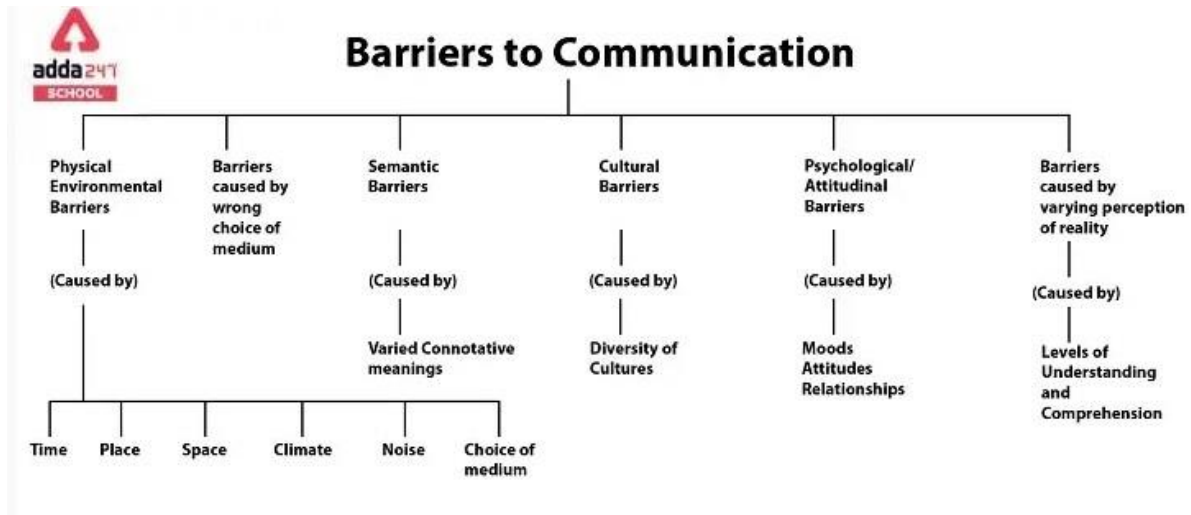 adda247
SCHOOL
Barriers to Communication
Physical
Environmental
Barriers
(Caused by)
Time
Place
Space
Climate
Noise
Choice of
medium
Barriers
caused by
wrong
choice of
medium
Semantic
Barriers
(Caused by)
Varied Connotative
meanings
Cultural
Barriers
(Caused by)
Diversity of
Cultures
Psychological/
Attitudinal
Barriers
(Caused by)
Moods
Attitudes
Relationships
Barriers
caused by
varying perception
of reality
(Caused by)
Levels of
Understanding
and
Comprehension